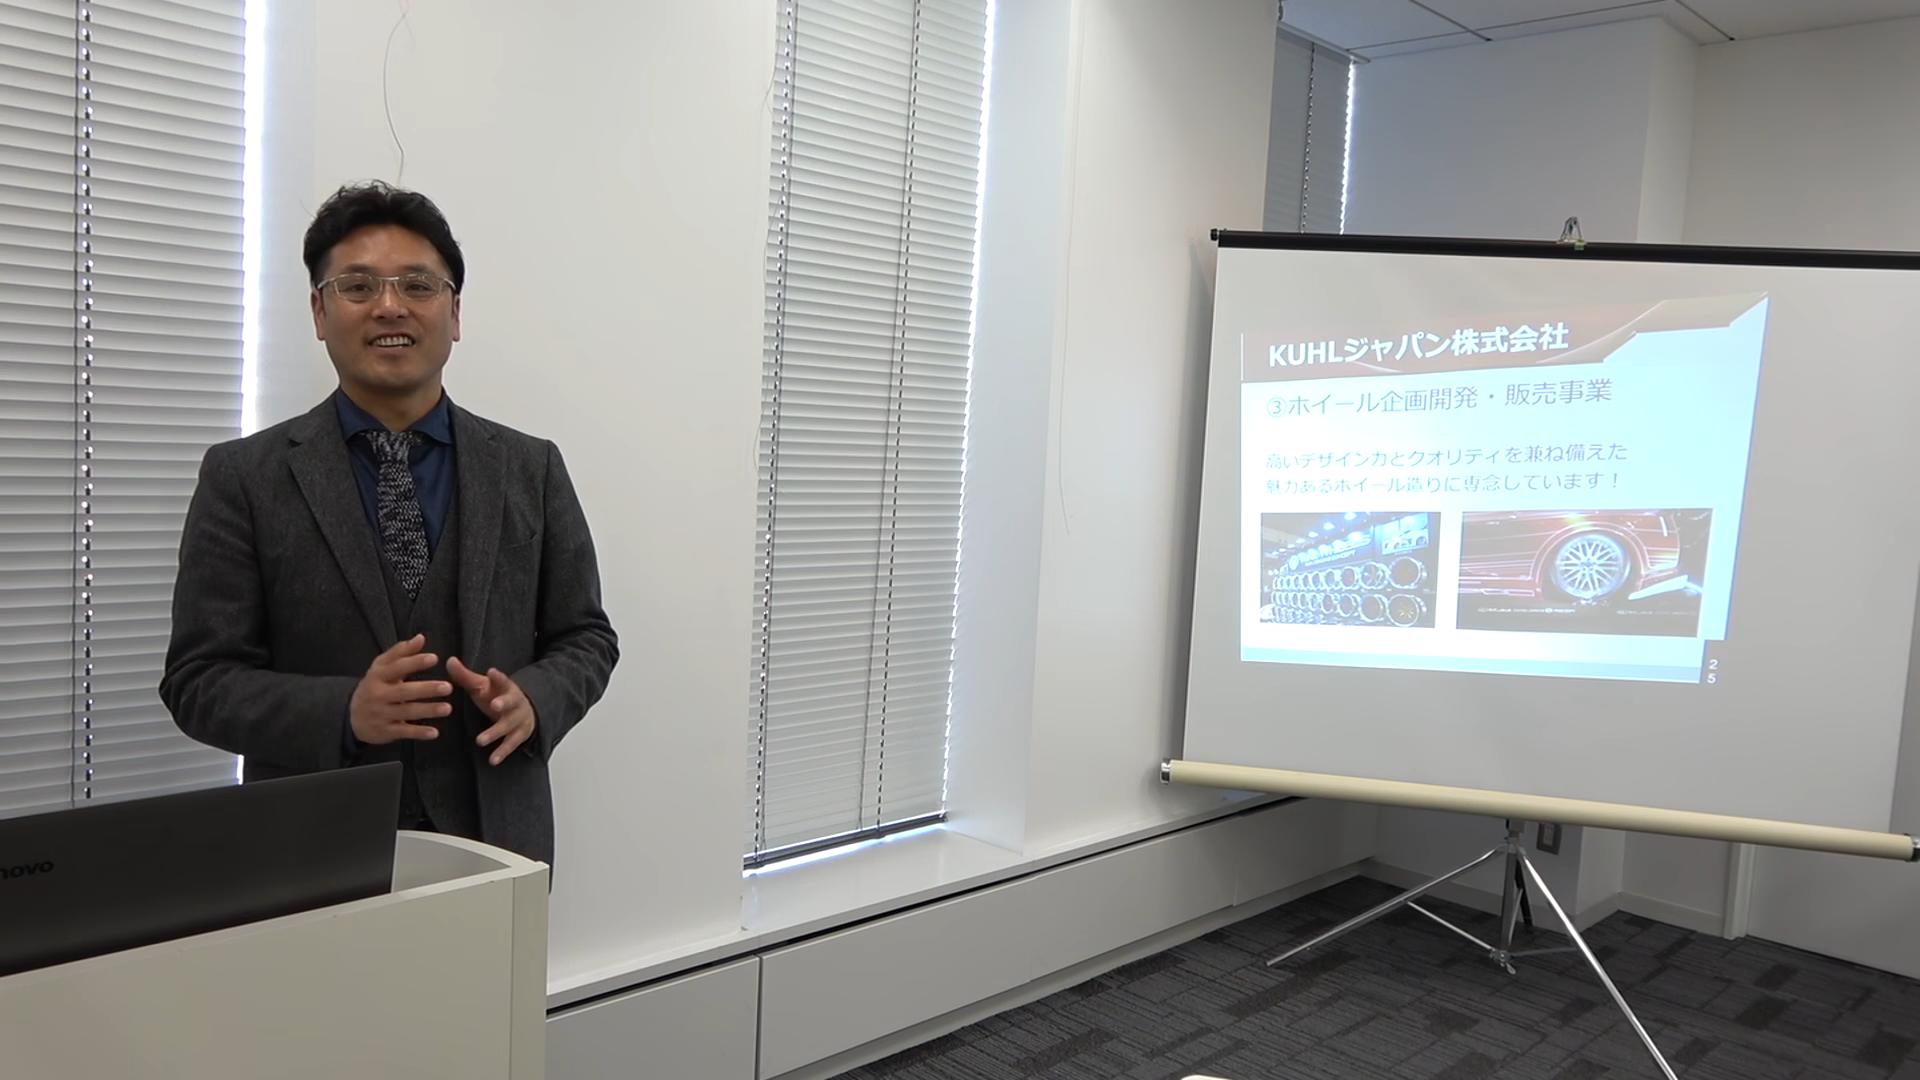 KUHLジャパン株式会社
③ホイール企画開発・販売事業
高いデザイン力とクオリティを兼ね備えた
魅力あるホイール造りに専念しています！
25
novo